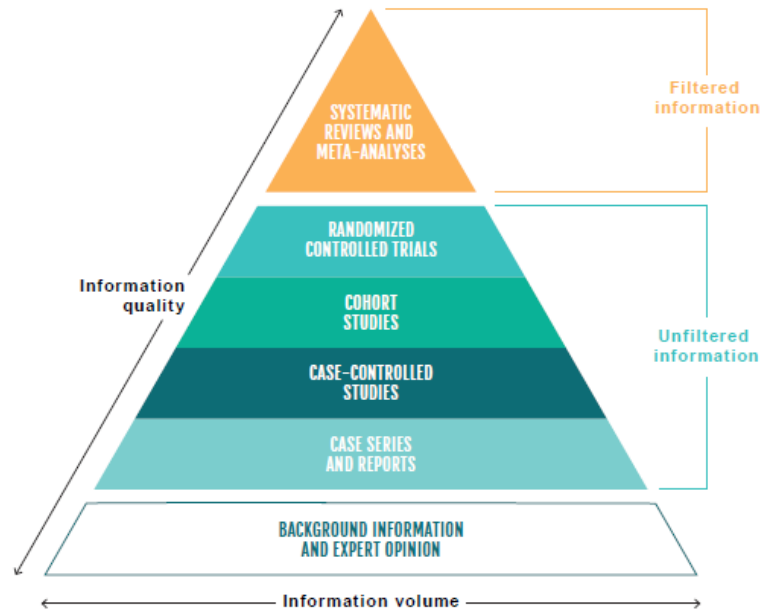 SYSTEMATIC
REVIEWS AND
META-ANALYSES
Filtered
information
RANDOMIZED
CONTROLLED TRIALS
Information
quality
COHORT
STUDIES
Unfiltered
information
CASE-CONTROLLED
STUDIES
CASE SERIES
AND REPORTS
BACKGROUND INFORMATION
AND EXPERT OPINION
Information volume